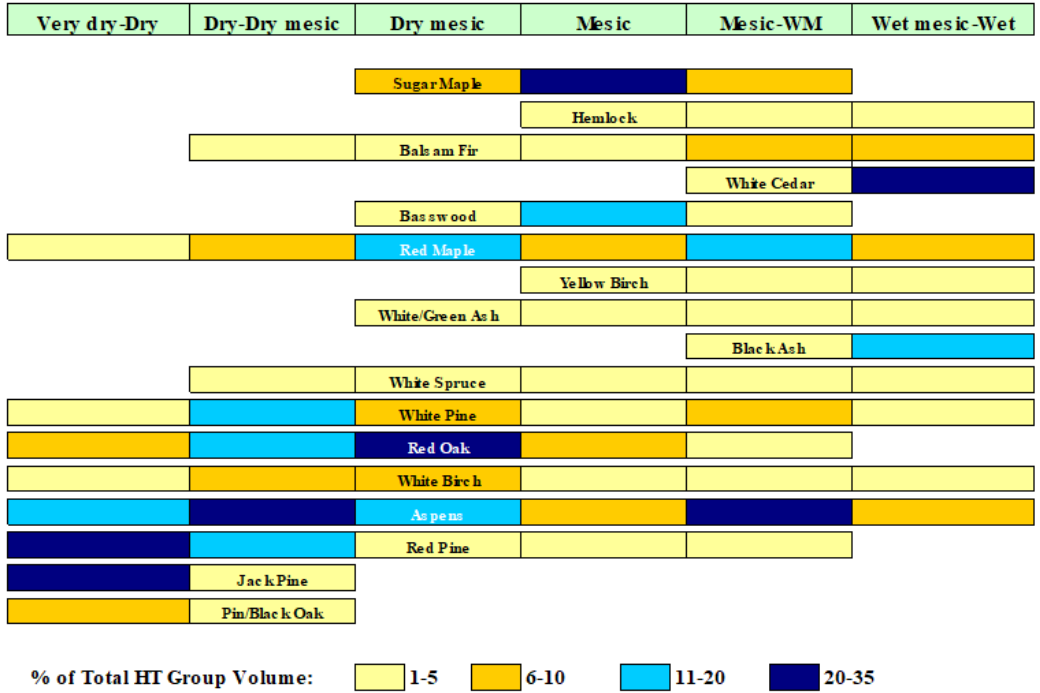 Very dry-Dry Dry-Dry mesic Dry mesic Mesic Mesic-WM Wet mesic-Wet
Sugar Maple
Hemlock
Balsam Fir
White Cedar
Basswood
Red Maple
Yellow Birch
White/Green Ash
Black Ash
White Spruce
White Pine
Red Oak
White Birch
Aspens
Red Pine
Jack Pine
Pin/Black Oak
% of Total HT Group Volume: 1-5 6-10 11-20 20-35